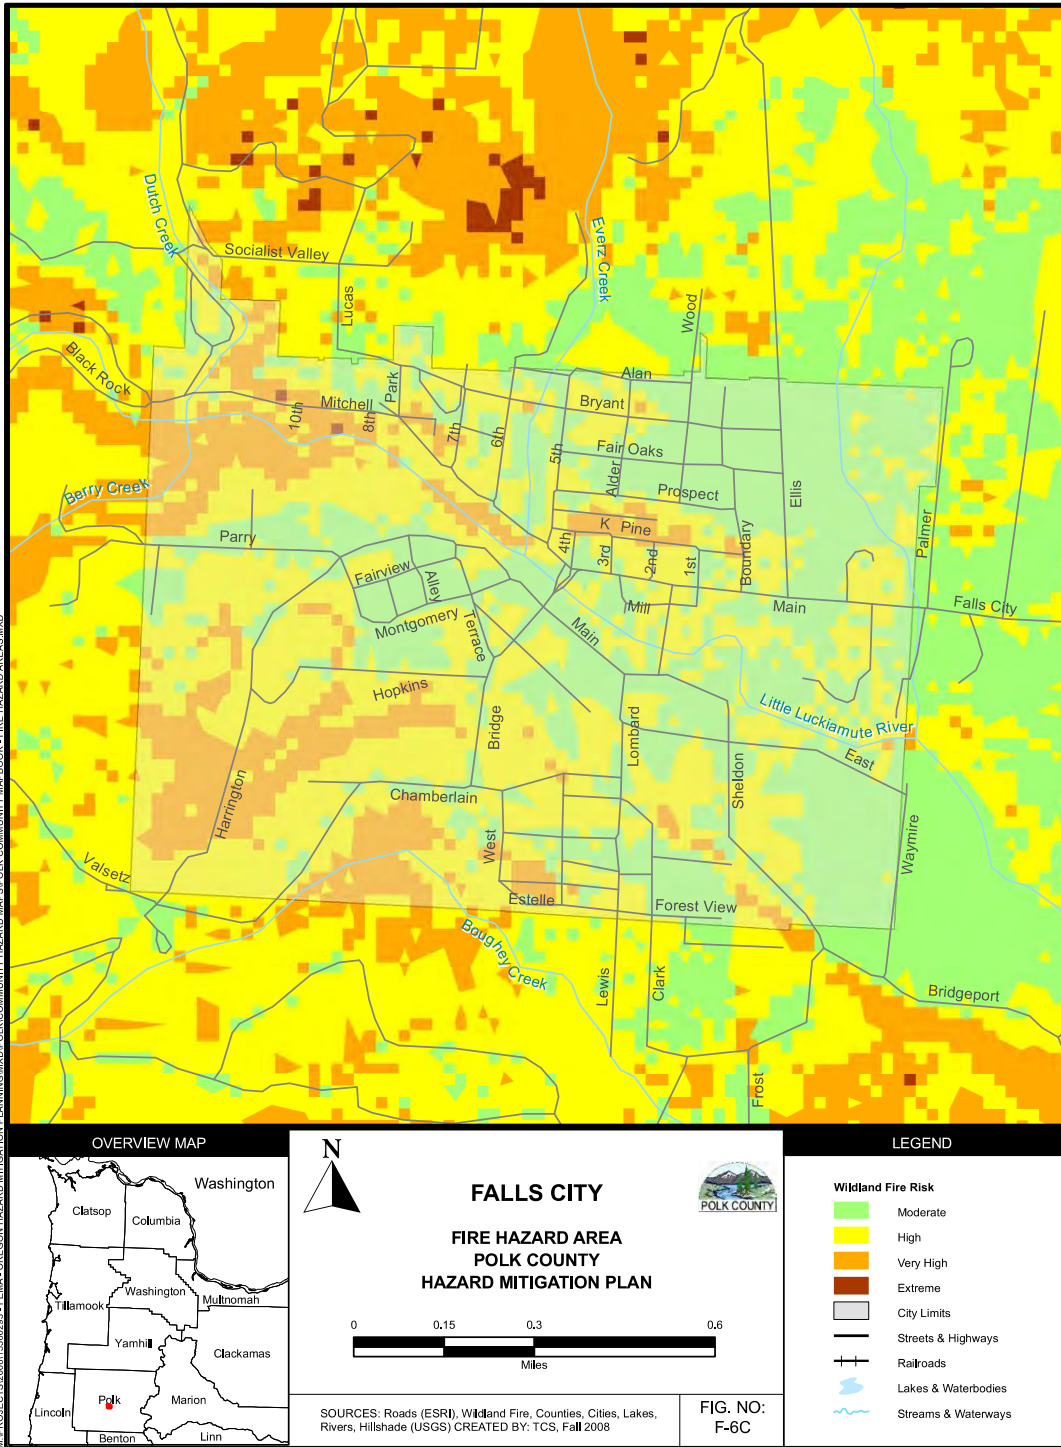 Dutch Creek
Socialist Valley
Lucas
Everz Creek
Wood
Black Rock
Park
Alan
Mitchell
Bryant
10th
8th
7th
6th
5th
Fair Oaks
Alder
Prospect
Ellis
Berry Creek
Palmer
K Pine
Parry
4th
3rd
2nd
1st
Boundary
Fairview
Alley
Mill
Main
Falls City
Montgomery
Terrace
Main
Hopkins
Bridge
Lombard
Little Luckiamute River
East
Harrington
Chamberlain
Sheldon
West
Waymire
Valsetz
Estelle
Forest View
Boughey Creek
Lewis
Clark
Bridgeport
Frost
OVERVIEW MAP
Washington
Clatsop
Columbia
Tillamook
Washington
Multnomah
Yamhill
Clackamas
Polk
Marion
Lincoln
Benton
Linn
N
FALLS CITY
POLK COUNTY
FIRE HAZARD AREA
POLK COUNTY
HAZARD MITIGATION PLAN
0 0.15 0.3 0.6
Miles
SOURCES: Roads (ESRI), Wildland Fire, Counties, Cities, Lakes,
Rivers, Hillshade (USGS) CREATED BY: TCS, Fall 2008
FIG. NO:
F-6C
LEGEND
Wildland Fire Risk
Moderate
High
Very High
Extreme
City Limits
Streets & Highways
Railroads
Lakes & Waterbodies
Streams & Waterways